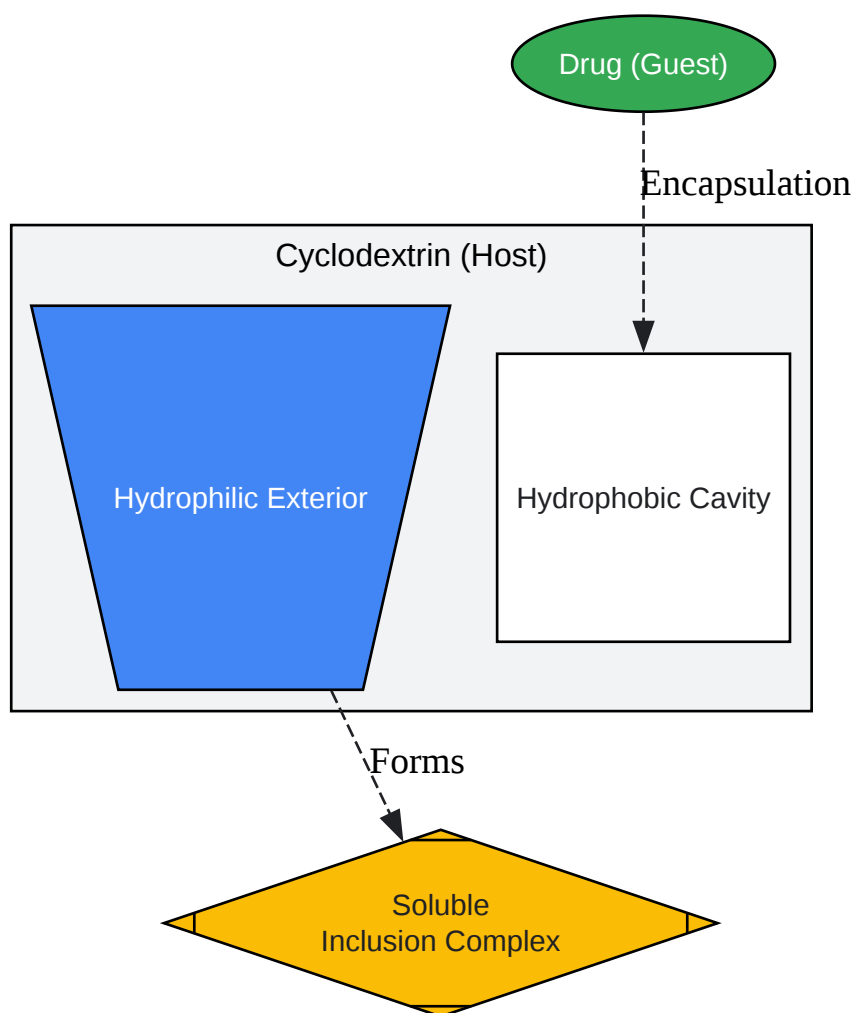 Drug (Guest)
Encapsulation
Cyclodextrin (Host)
Hydrophilic Exterior
Hydrophobic Cavity
Forms
Soluble
Inclusion Complex